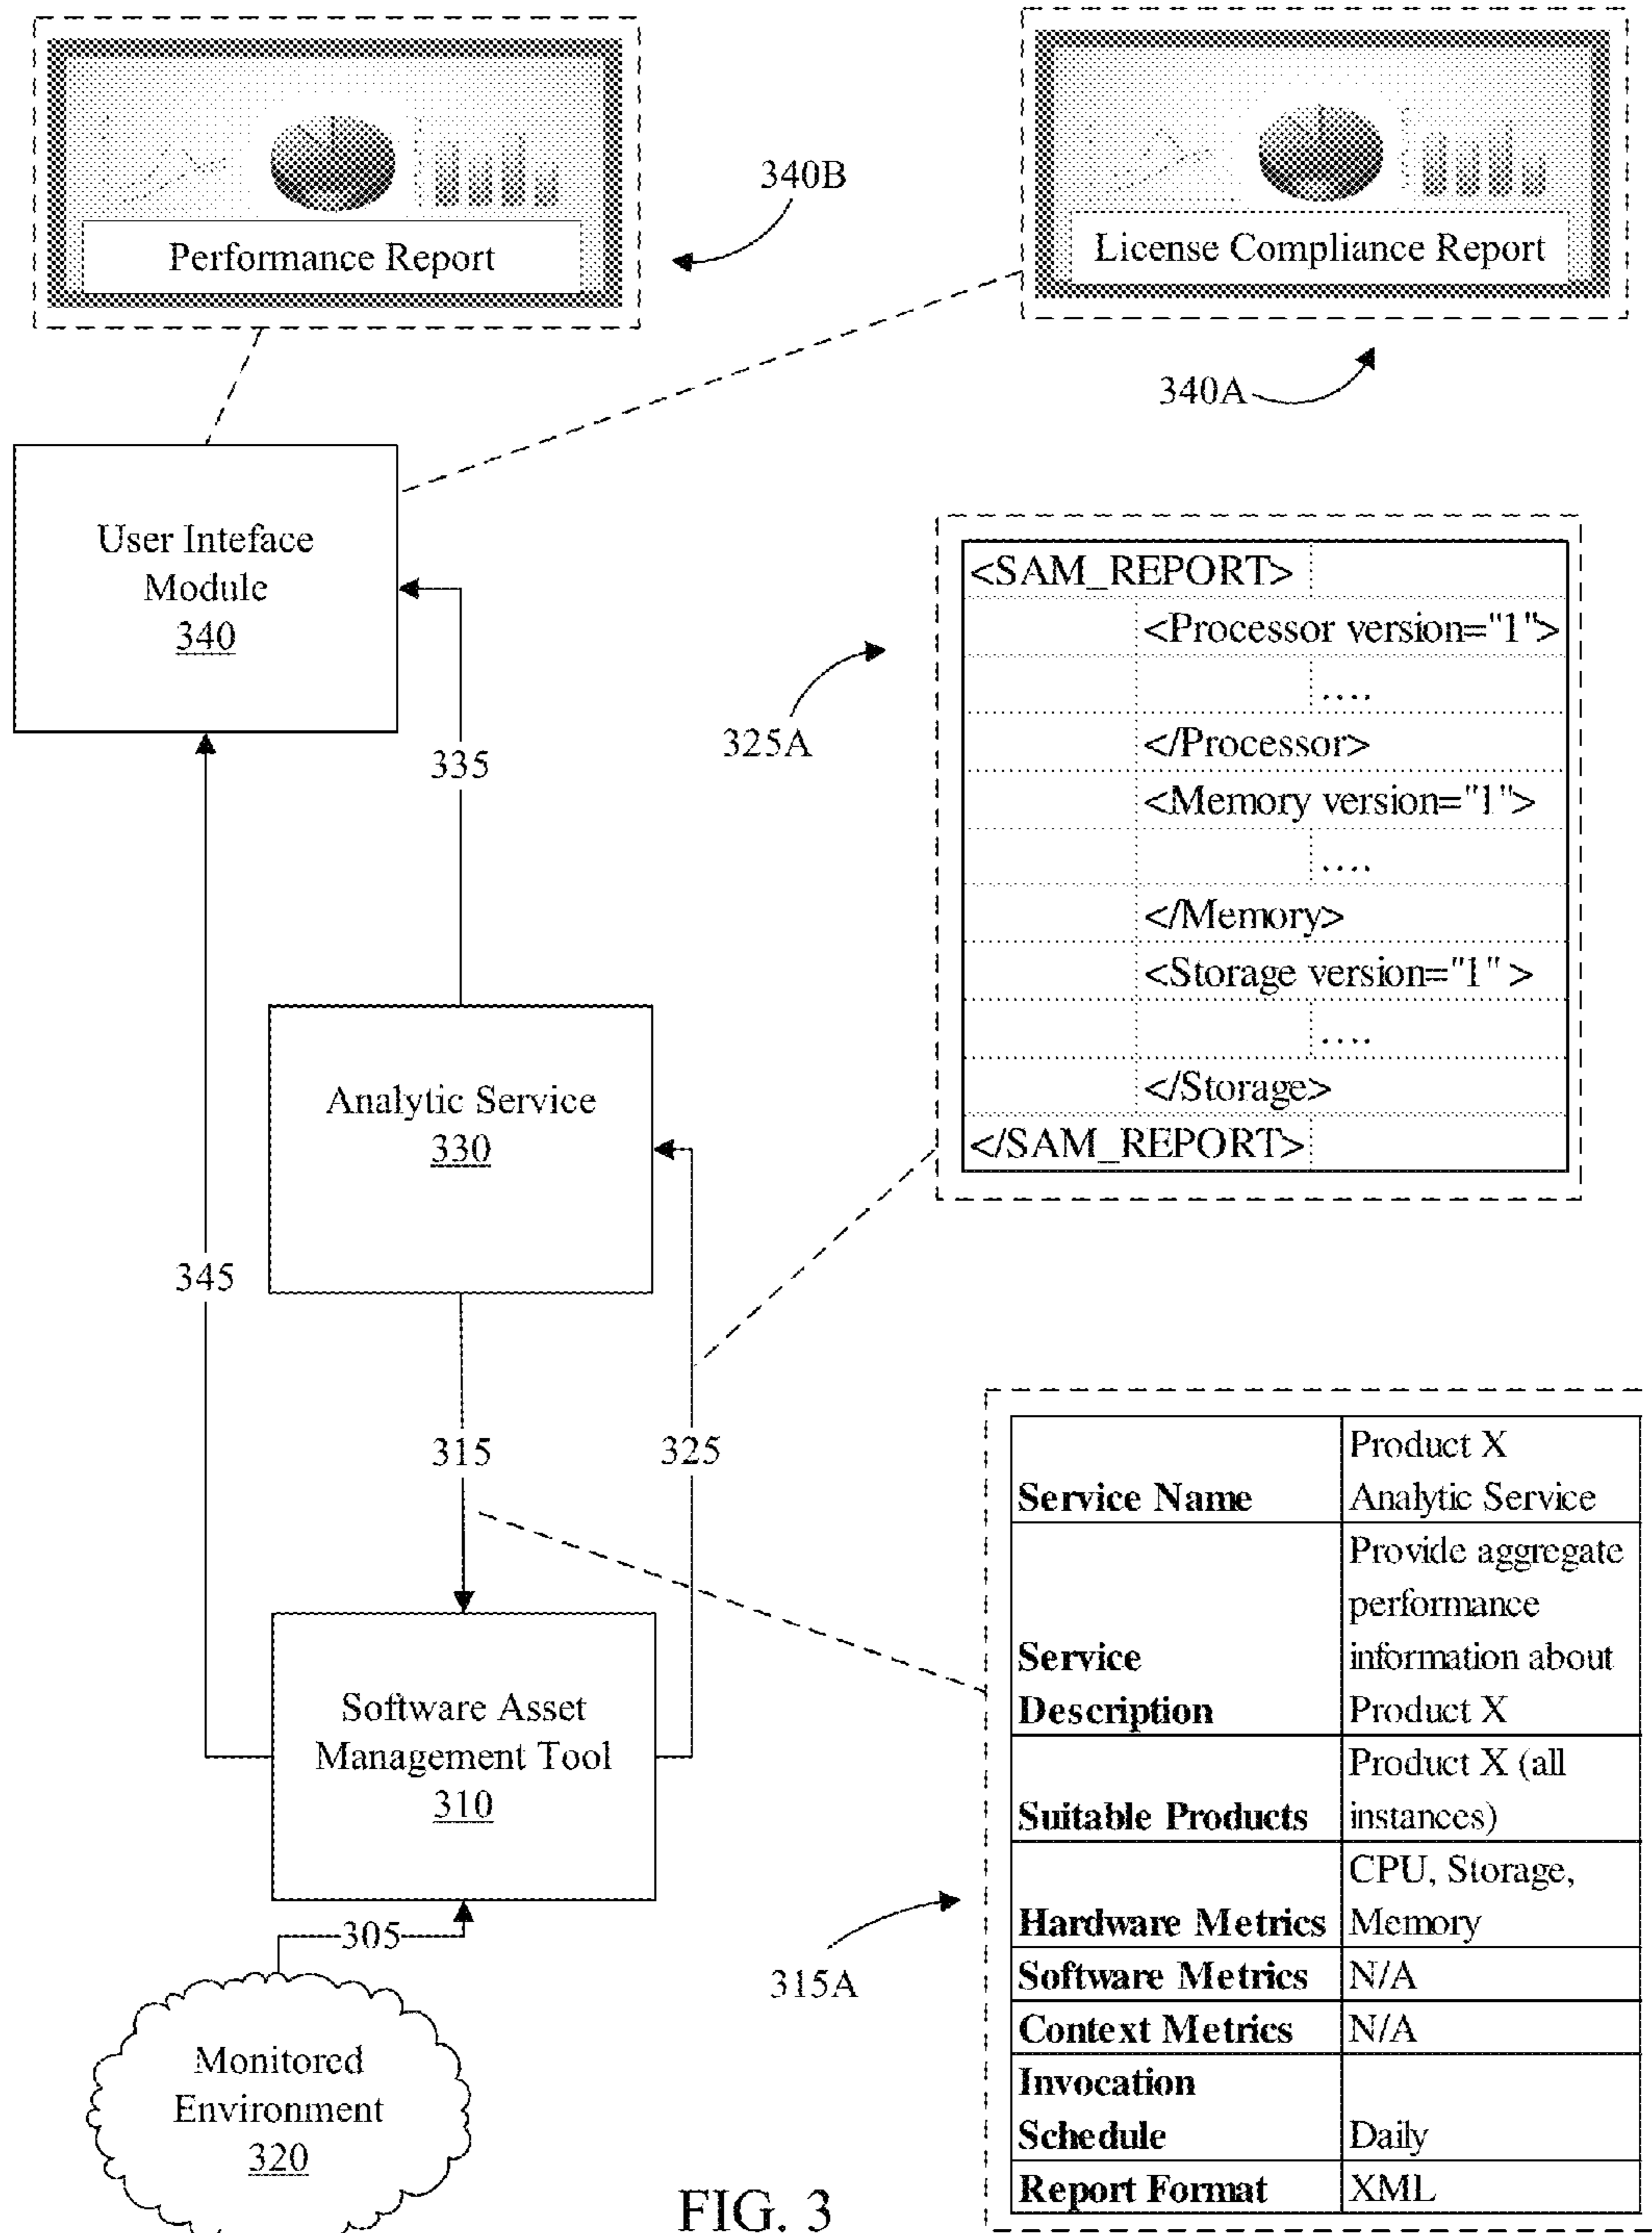 Performance Report
340B
License Compliance Report
340A
User Inteface
Module
340
335
325A
<SAM_REPORT>
<Processor version="1">
....
</Processor>
<Memory version="1">
....
</Memory>
<Storage version="1" >
....
</Storage>
</SAM_REPORT>
Analytic Service
330
345
315
325
Software Asset
Management Tool
310
305
Monitored
Environment
320
315A
Product X
Service Name Analytic Service
Provide aggregate
performance
Service information about
Description Product X
Product X (all
Suitable Products instances)
CPU, Storage,
Hardware Metrics Memory
Software Metrics N/A
Context Metrics N/A
Invocation
Schedule Daily
Report Format XML
FIG. 3